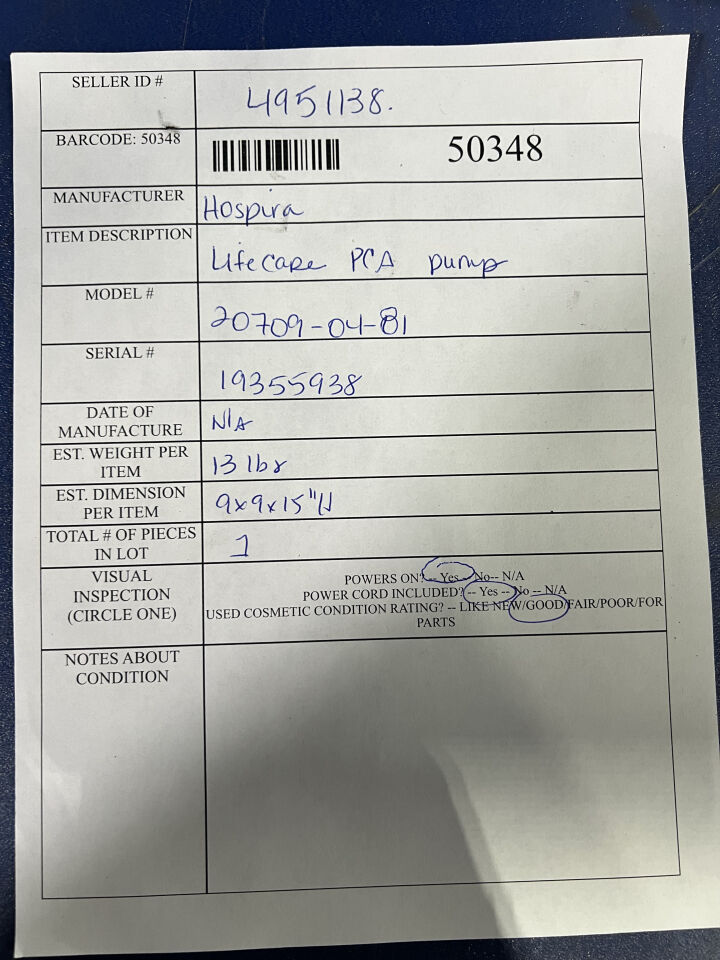 SELLER ID #
4951138.
BARCODE: 50348
50348
MANUFACTURER
Hospira
ITEM DESCRIPTION
Lifecare PCA pump
MODEL #
20709-04-81
SERIAL #
19355938
DATE OF
MANUFACTURE
N/A
EST. WEIGHT PER
ITEM
13 lbs
EST. DIMENSION
PER ITEM
9x9x15"H
TOTAL # OF PIECES
IN LOT
1
VISUAL
INSPECTION
(CIRCLE ONE)
POWERS ON? -- Yes -- No-- N/A
POWER CORD INCLUDED? -- Yes -- No -- N/A
USED COSMETIC CONDITION RATING? -- LIKE NEW/GOOD/FAIR/POOR/FOR
PARTS
NOTES ABOUT
CONDITION